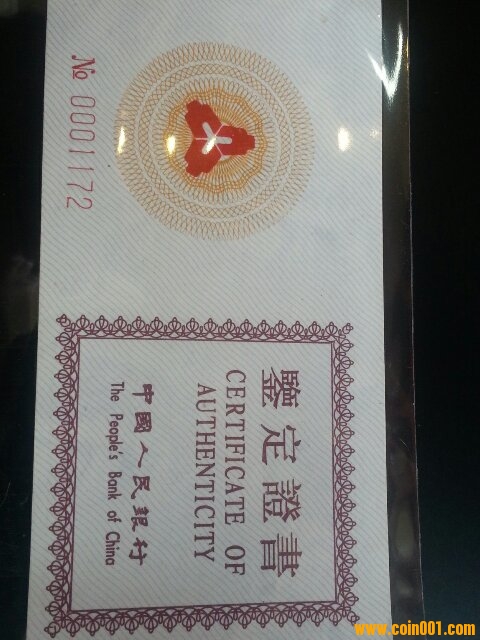 № 0001172
鑒定證書
CERTIFICATE OF
AUTHENTICITY
中國人民銀行
The People's Bank of China
www.coin001.com